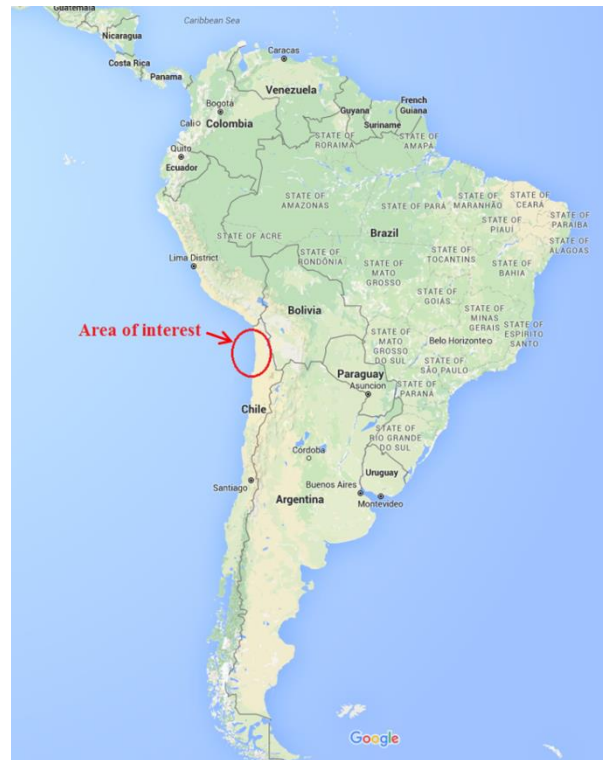 Guatemala
Caribbean Sea
Nicaragua
Costa Rica
Panama
Caracas
Venezuela
Bogota
Cali
Colombia
Guyana
Suriname
French
Guiana
STATE OF
RORAIMA
STATE OF
AMAPÁ
Quito
Ecuador
STATE OF
AMAZONAS
STATE OF PARÁ
STATE OF
MARANHÃO
STATE OF
CEARÁ
STATE OF
PARAÍBA
STATE OF
PIAUÍ
STATE OF
ALAGOAS
STATE OF ACRE
Brazil
STATE OF
RONDÔNIA
STATE OF
TOCANTINS
STATE OF
MATO
GROSSO
STATE OF
BAHIA
Lima District
STATE OF
GOIÁS
Bolivia
STATE OF
MINAS
GERAIS
STATE OF
ESPÍRITO
SANTO
Area of interest
STATE OF
MATO
GROSSO
DO SUL
Belo Horizonte
STATE OF
SÃO PAULO
Paraguay
Asuncion
STATE OF
PARANÁ
Chile
STATE OF
RIO GRANDE
DO SUL
Cordoba
Uruguay
Santiago
Buenos Aires
Argentina
Montevideo
Google